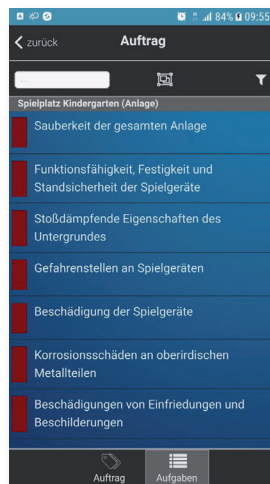 84% 09:55
zurück Auftrag
...
Spielplatz Kindergarten (Anlage)
Sauberkeit der gesamten Anlage
Funktionsfähigkeit, Festigkeit und
Standsicherheit der Spielgeräte
Stoßdämpfende Eigenschaften des
Untergrundes
Gefahrenstellen an Spielgeräten
Beschädigung der Spielgeräte
Korrosionsschäden an oberirdischen
Metallteilen
Beschädigungen von Einfriedungen und
Beschilderungen
Auftrag Aufgaben